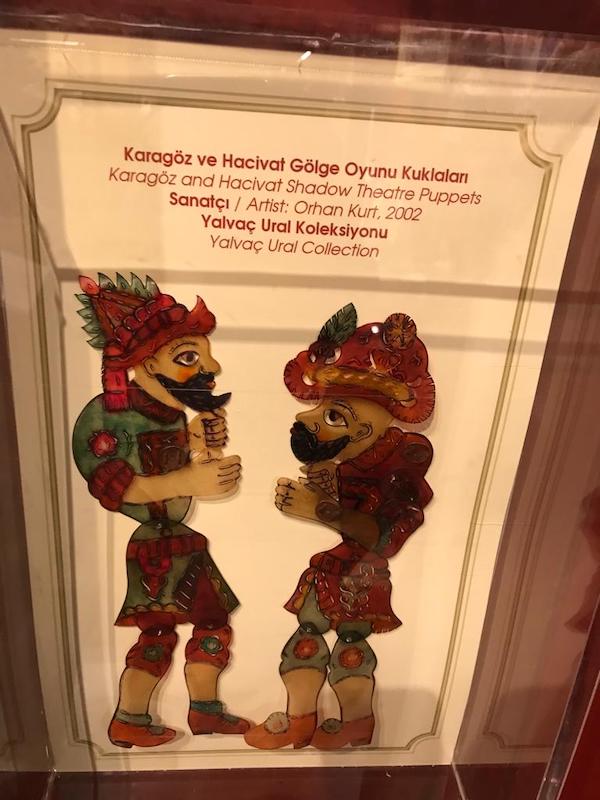 Karagöz ve Hacivat Gölge Oyunu Kuklaları
Karagöz and Hacivat Shadow Theatre Puppets
Sanatçı / Artist: Orhan Kurt, 2002
Yalvaç Ural Koleksiyonu
Yalvaç Ural Collection